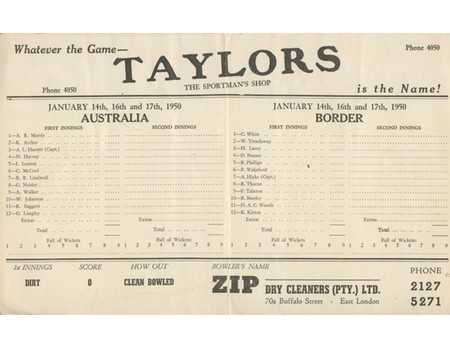 Whatever the Game—
Phone 4050
TAYLORS
THE SPORTMAN'S SHOP
Phone 4050
is the Name!
JANUARY 14th, 16th and 17th, 1950
AUSTRALIA
FIRST INNINGS SECOND INNINGS
1—A. R. Morris
2—K. Archer
3—A. L. Hassett (Capt.)
4—N. Harvey
5—S. Loxton
6—C. McCool
7—R. R. Lindwall
8—G. Noblet
9—A. Walker
10—W. Johnston
11—R. Saggers
12—G. Langley
Extras Extras
Total Total
Fall of Wickets Fall of Wickets
1 2 3 4 5 6 7 8 9 1 2 3 4 5 6 7 8 9
JANUARY 14th, 16th and 17th, 1950
BORDER
FIRST INNINGS SECOND INNINGS
1—C. White
2—W. Treadaway
3—H. Lacey
4—D. Fenner
5—R. Phillips
6—B. Wakeford
7—A. Hicks (Capt.)
8—R. Thorne
9—P. Tainton
10—R. Beesley
11—D. A. C. Woods
12—K. Kirton
Extras Extras
Total Total
Fall of Wickets Fall of Wickets
1 2 3 4 5 6 7 8 9 1 2 3 4 5 6 7 8 9
1st INNINGS SCORE HOW OUT BOWLER'S NAME
DIRT 0 CLEAN BOWLED ZIP DRY CLEANERS (PTY.) LTD.
70a Buffalo Street · East London
PHONE
2127
5271